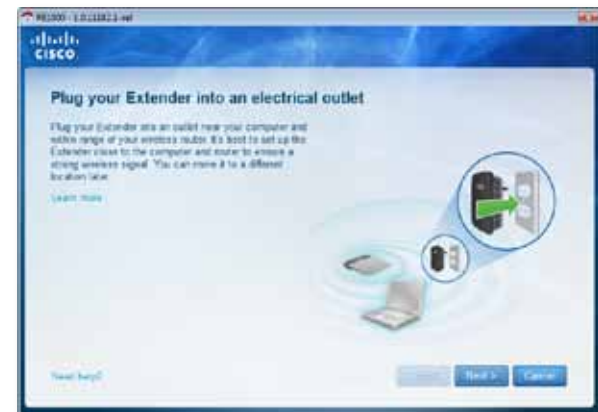 CISCO
Plug your Extender into an electrical outlet
Plug your Extender into an outlet near your computer and
within range of your wireless router. It's best to set up the
Extender close to the computer and router to ensure a
strong wireless signal. You can move it to a different
location later.
Learn more
Need help?
Next >
Cancel